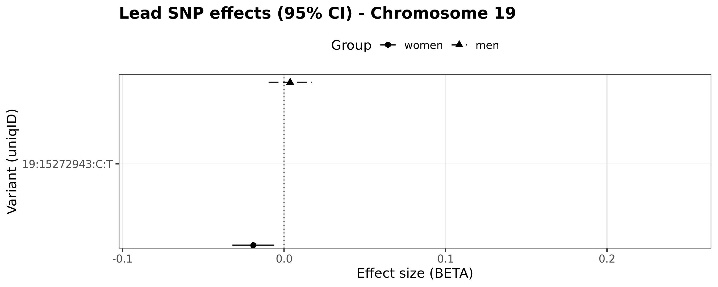 Lead SNP effects (95% CI) - Chromosome 19
Group women men
Variant (uniqID)
19:15272943:C:T
-0.1 0.0 0.1 0.2
Effect size (BETA)